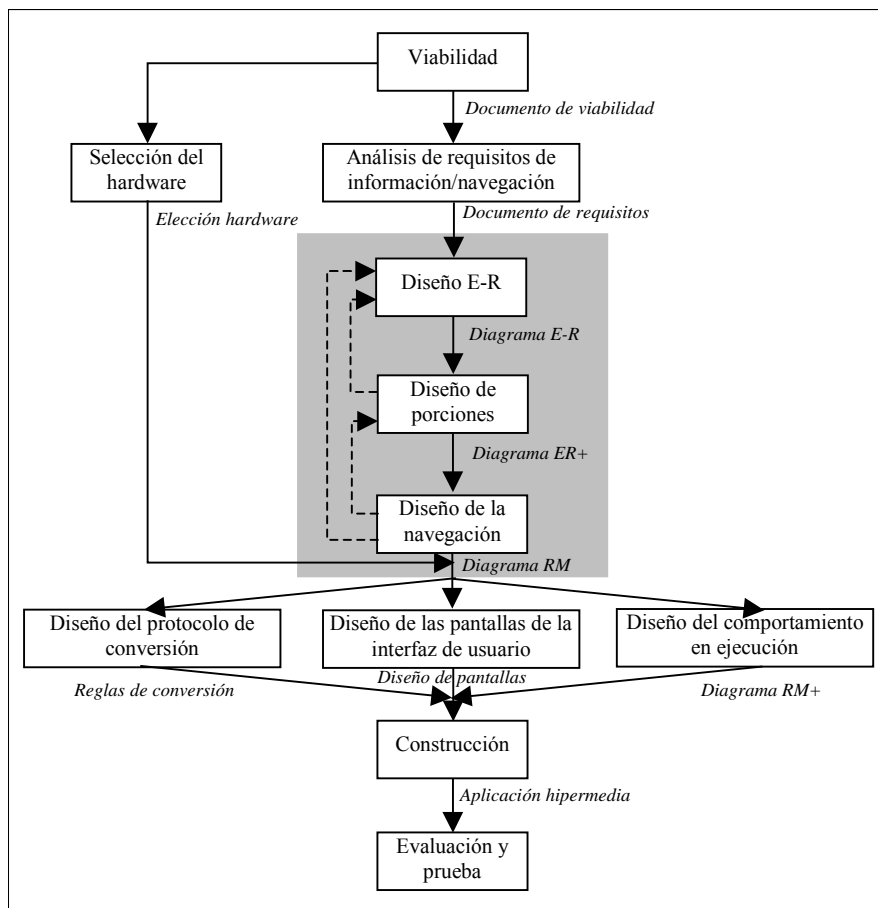 Viabilidad
Documento de viabilidad
Selección del
hardware
Análisis de requisitos de
información/navegación
Elección hardware
Documento de requisitos
Diseño E-R
Diagrama E-R
Diseño de
porciones
Diagrama ER+
Diseño de la
navegación
Diagrama RM
Diseño del protocolo de
conversión
Diseño de las pantallas de la
interfaz de usuario
Diseño del comportamiento
en ejecución
Reglas de conversión
Diseño de pantallas
Diagrama RM+
Construcción
Aplicación hipermedia
Evaluación y
prueba